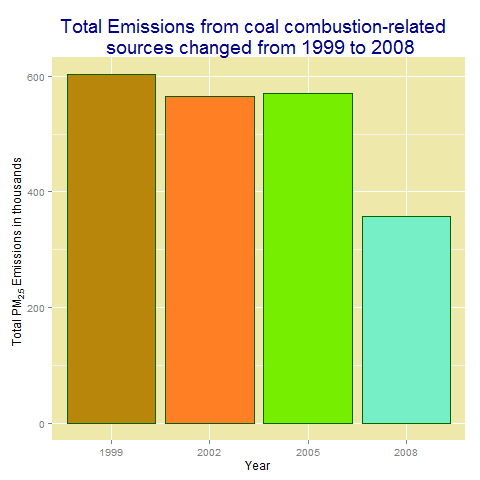 Total Emissions from coal combustion-related
sources changed from 1999 to 2008
Total PM2.5 Emissions in thousands
600
400
200
0
1999 2002 2005 2008
Year